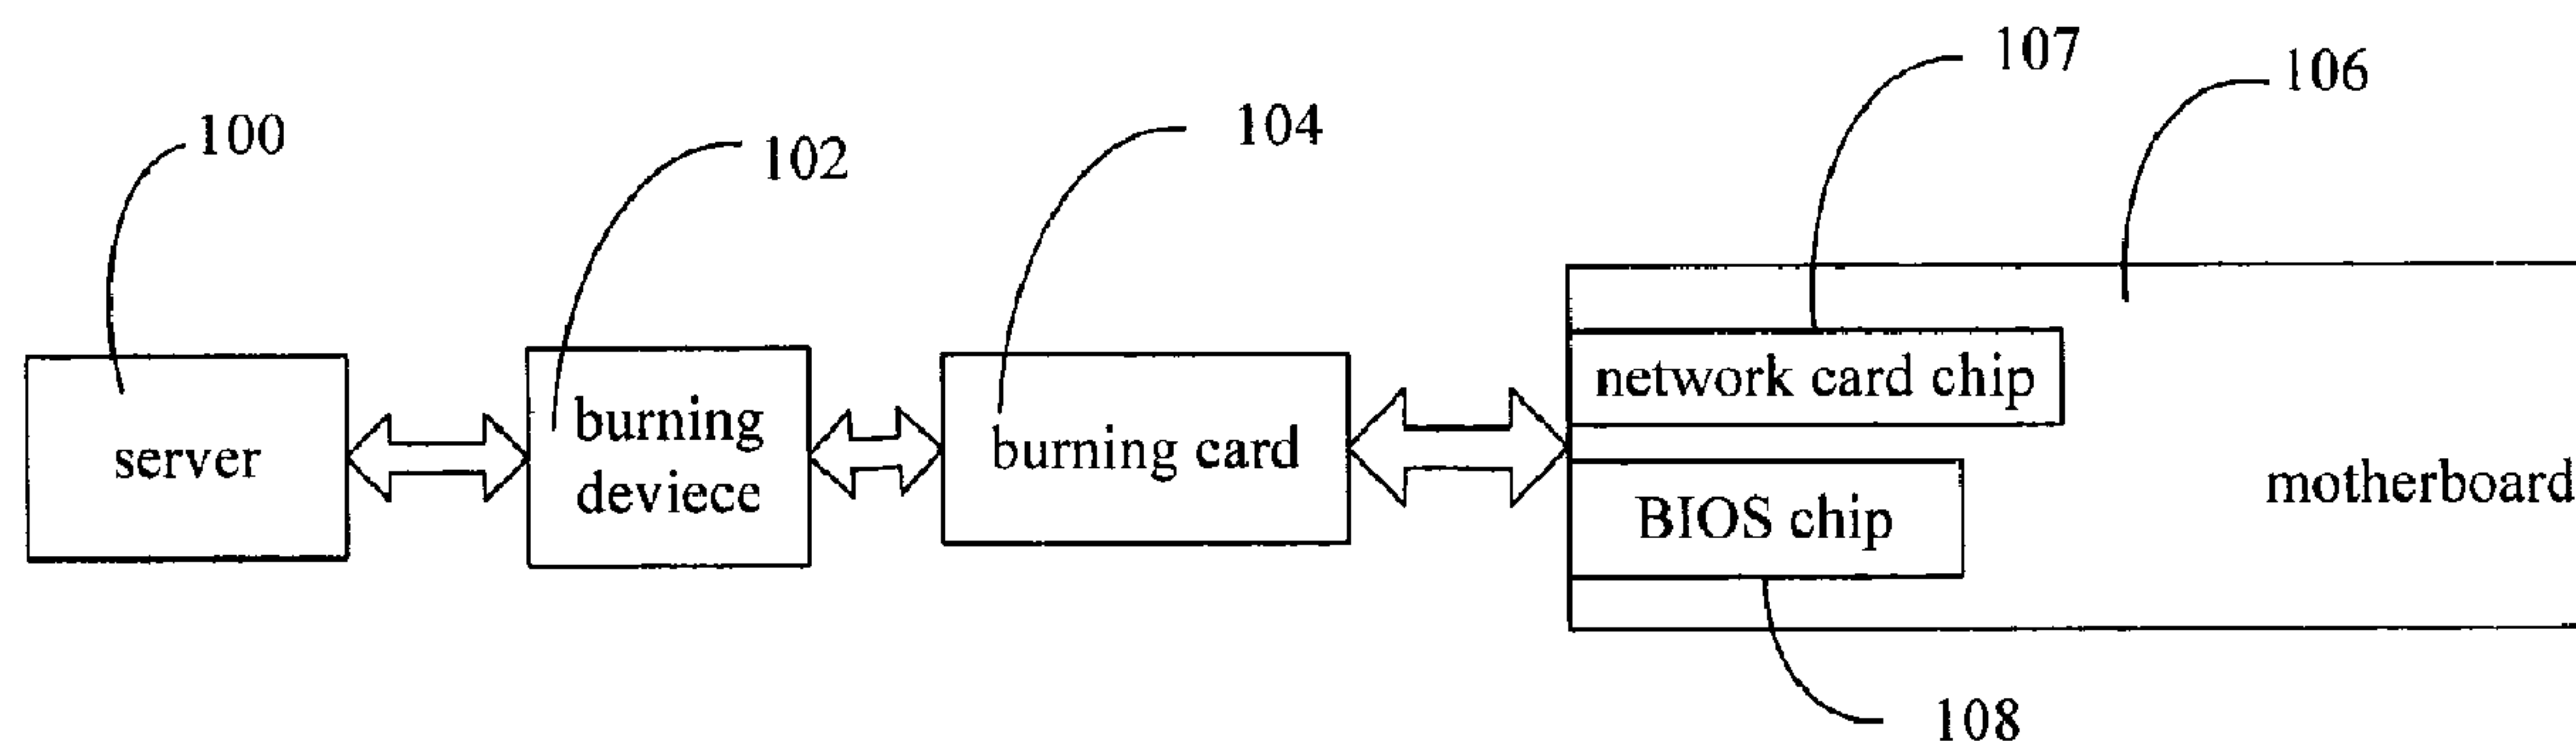 107
106
100
102
104
network card chip
burning
deviece
server
burning card
motherboard
BIOS chip
108